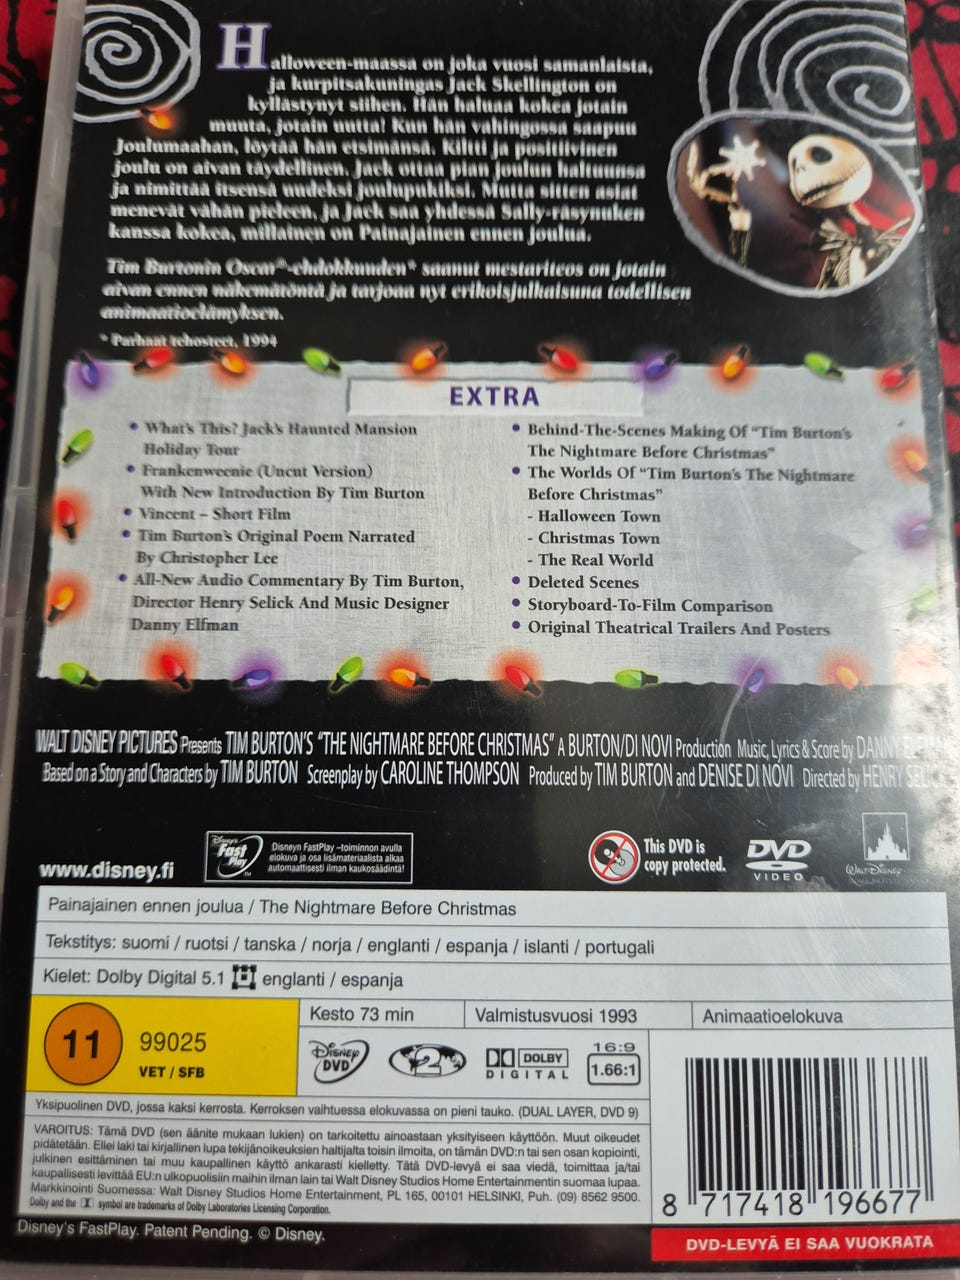 Halloween-maassa on joka vuosi samanlaista,
ja kurpitsakuningas Jack Skellington on
kyllästynyt siihen. Hän haluaa kokea jotain
muuta, jotain uutta! Kun hän vahingossa saapuu
Joulumaahan, löytää hän etsimänsä. Kiltti ja positiivinen
joulu on aivan täydellinen. Jack ottaa pian joulun haltuunsa
ja nimittää itsensä uudeksi joulupukiksi. Mutta sitten asiat
menevät vähän pieleen, ja Jack saa yhdessä Sally-räsynuken
kanssa kokea, millainen on Painajainen ennen joulua.
Tim Burtonin Oscar®-ehdokkuuden* saanut mestariteos on jotain
aivan ennen näkemätöntä ja tarjoaa nyt erikoisjulkaisuna todellisen
animaatioelämyksen.
* Parhaat tehosteet, 1994
EXTRA
• What's This? Jack's Haunted Mansion
Holiday Tour
• Frankenweenie (Uncut Version)
With New Introduction By Tim Burton
• Vincent – Short Film
• Tim Burton's Original Poem Narrated
By Christopher Lee
• All-New Audio Commentary By Tim Burton,
Director Henry Selick And Music Designer
Danny Elfman
• Behind-The-Scenes Making Of "Tim Burton's
The Nightmare Before Christmas"
• The Worlds Of "Tim Burton's The Nightmare
Before Christmas"
- Halloween Town
- Christmas Town
- The Real World
• Deleted Scenes
• Storyboard-To-Film Comparison
• Original Theatrical Trailers And Posters
WALT DISNEY PICTURES Presents TIM BURTON'S "THE NIGHTMARE BEFORE CHRISTMAS" A BURTON/DI NOVI Production Music, Lyrics & Score by DANNY
Based on a Story and Characters by TIM BURTON Screenplay by CAROLINE THOMPSON Produced by TIM BURTON and DENISE DI NOVI Directed by HENRY
www.disney.fi
Disney's Fast Play™
Disneyn FastPlay –toiminnon avulla
elokuva ja osa lisämateriaalista alkaa
automaattisesti ilman kaukosäädintä!
This DVD is
copy protected.
DVD
VIDEO
WALT DISNEY
Painajainen ennen joulua / The Nightmare Before Christmas
Tekstitys: suomi / ruotsi / tanska / norja / englanti / espanja / islanti / portugali
Kielet: Dolby Digital 5.1 englanti / espanja
11
99025
VET / SFB
Kesto 73 min
Valmistusvuosi 1993
Animaatioelokuva
Disney DVD
2
DOLBY
DIGITAL
16:9
1.66:1
Yksipuolinen DVD, jossa kaksi kerrosta. Kerroksen vaihtuessa elokuvassa on pieni tauko. (DUAL LAYER, DVD 9)
VAROITUS: Tämä DVD (sen äänite mukaan lukien) on tarkoitettu ainoastaan yksityiseen käyttöön. Muut oikeudet
pidätetään. Ellei laki tai kirjallinen lupa tekijänoikeuksien haltijalta toisin ilmoita, on tämän DVD:n tai sen osan kopiointi,
julkinen esittäminen tai muu kaupallinen käyttö ankarasti kielletty. Tätä DVD-levyä ei saa viedä, toimittaa ja/tai
kaupallisesti levittää EU:n ulkopuolisiin maihin ilman lain tai Walt Disney Studios Home Entertainmentin suomaa lupaa.
Markkinointi Suomessa: Walt Disney Studios Home Entertainment, PL 165, 00101 HELSINKI, Puh. (09) 8562 9500.
Dolby and the symbol are trademarks of Dolby Laboratories Licensing Corporation.
Disney's FastPlay. Patent Pending. © Disney.
8 717418 196677
DVD-LEVYÄ EI SAA VUOKRATA